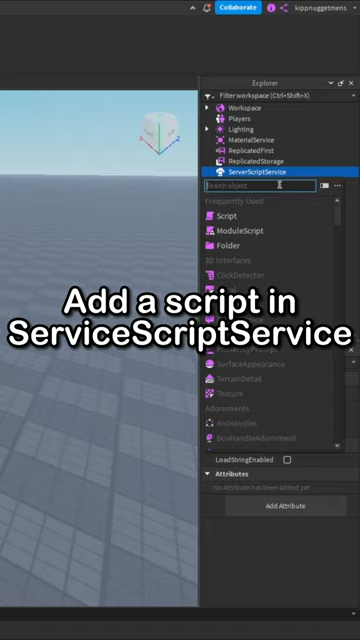 Collaborate
kippnuggetmens
Explorer
Filter workspace (Ctrl+Shift+X)
Workspace
Players
Lighting
MaterialService
ReplicatedFirst
ReplicatedStorage
ServerScriptService
Search object
Frequently Used
Script
ModuleScript
Folder
3D Interfaces
ClickDetector
Add a script in
ServiceScriptService
SurfaceAppearance
TerrainDetail
Texture
Adornments
ArcHandles
BoxHandleAdornment
LoadStringEnabled
Attributes
No Attribute has been added yet
Add Attribute